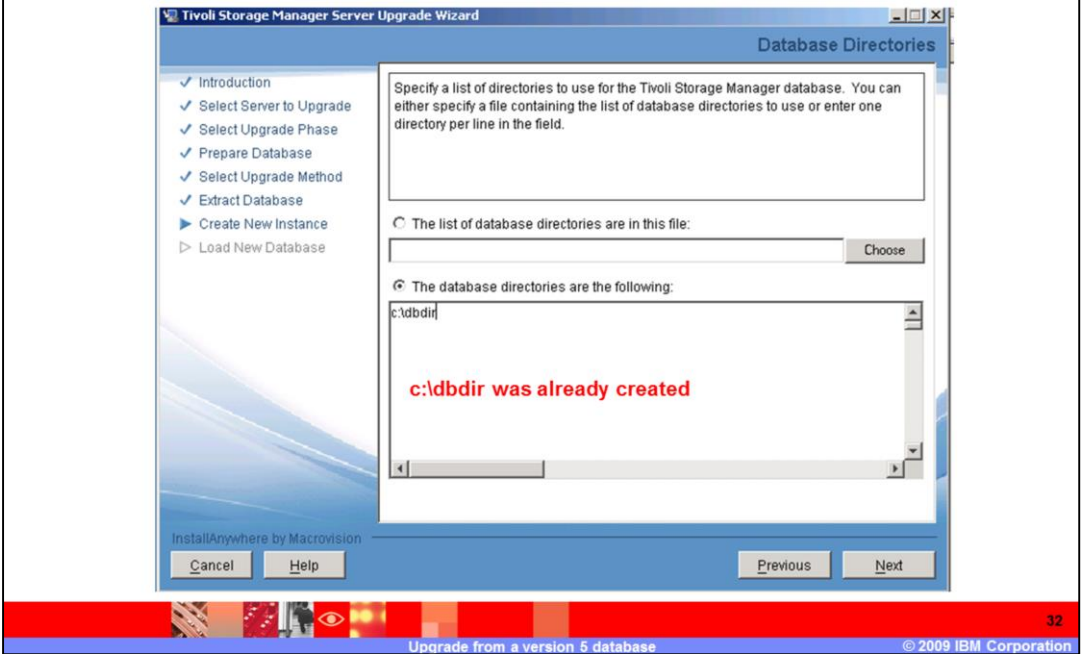 Tivoli Storage Manager Server Upgrade Wizard
Database Directories
Introduction
Select Server to Upgrade
Select Upgrade Phase
Prepare Database
Select Upgrade Method
Extract Database
Create New Instance
Load New Database
Specify a list of directories to use for the Tivoli Storage Manager database. You can
either specify a file containing the list of database directories to use or enter one
directory per line in the field.
The list of database directories are in this file:
Choose
The database directories are the following:
c:\dbdir
c:\dbdir was already created
InstallAnywhere by Macrovision
Cancel
Help
Previous
Next
32
Upgrade from a version 5 database
© 2009 IBM Corporation